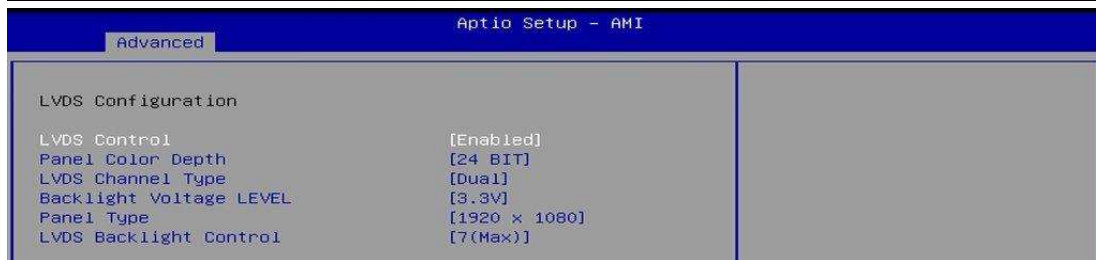 Aptio Setup – AMI
Advanced
LVDS Configuration
LVDS Control [Enabled]
Panel Color Depth [24 BIT]
LVDS Channel Type [Dual]
Backlight Voltage LEVEL [3.3V]
Panel Type [1920 x 1080]
LVDS Backlight Control [7(Max)]